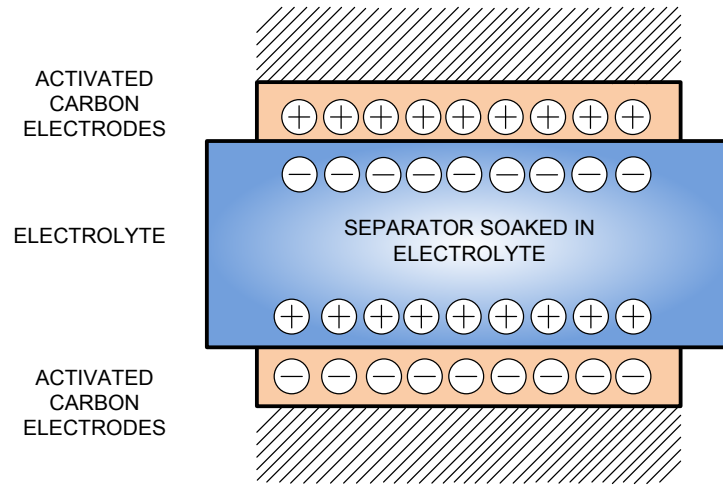 ACTIVATED
CARBON
ELECTRODES
ELECTROLYTE
SEPARATOR SOAKED IN
ELECTROLYTE
ACTIVATED
CARBON
ELECTRODES